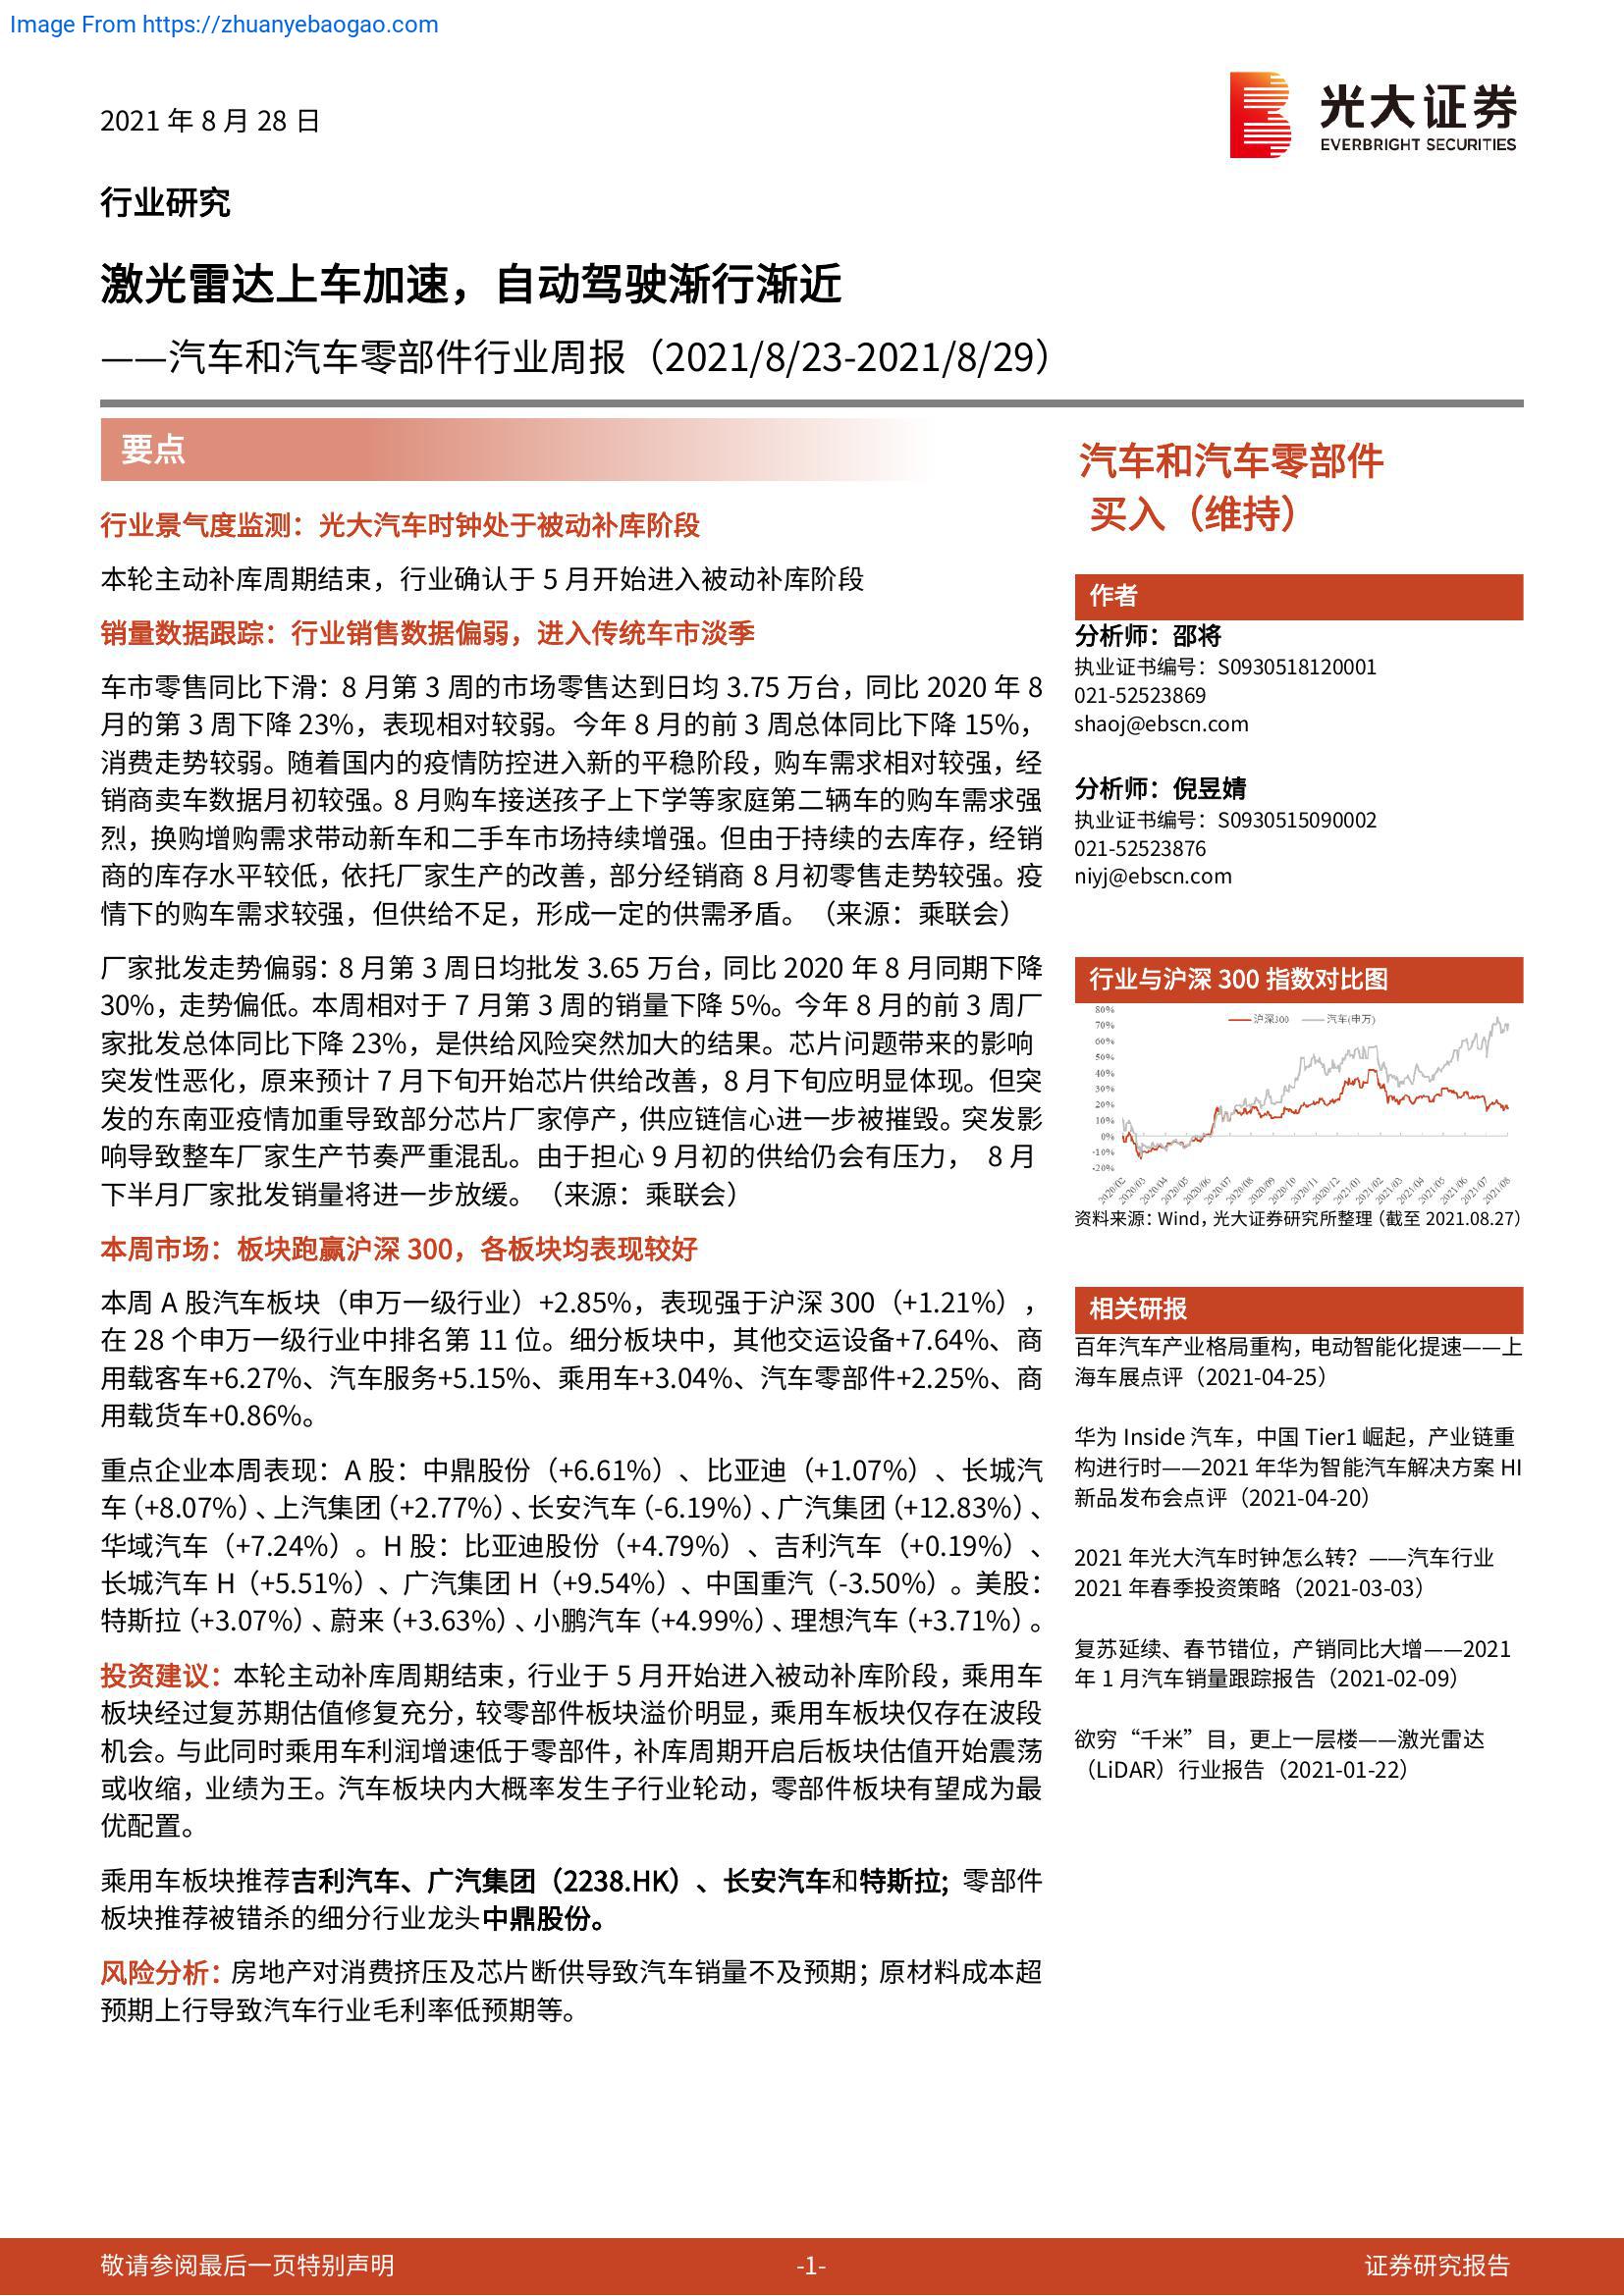 Image From https://zhuanyebaogao.com
2021 年 8 月 28 日
光大证券
EVERBRIGHT SECURITIES
行业研究
激光雷达上车加速，自动驾驶渐行渐近
——汽车和汽车零部件行业周报（2021/8/23-2021/8/29）
要点
行业景气度监测：光大汽车时钟处于被动补库阶段
本轮主动补库周期结束，行业确认于 5 月开始进入被动补库阶段
销量数据跟踪：行业销售数据偏弱，进入传统车市淡季
车市零售同比下滑：8 月第 3 周的市场零售达到日均 3.75 万台，同比 2020 年 8
月的第 3 周下降 23%，表现相对较弱。今年 8 月的前 3 周总体同比下降 15%，
消费走势较弱。随着国内的疫情防控进入新的平稳阶段，购车需求相对较强，经
销商卖车数据月初较强。8 月购车接送孩子上下学等家庭第二辆车的购车需求强
烈，换购增购需求带动新车和二手车市场持续增强。但由于持续的去库存，经销
商的库存水平较低，依托厂家生产的改善，部分经销商 8 月初零售走势较强。疫
情下的购车需求较强，但供给不足，形成一定的供需矛盾。（来源：乘联会）
厂家批发走势偏弱：8 月第 3 周日均批发 3.65 万台，同比 2020 年 8 月同期下降
30%，走势偏低。本周相对于 7 月第 3 周的销量下降 5%。今年 8 月的前 3 周厂
家批发总体同比下降 23%，是供给风险突然加大的结果。芯片问题带来的影响
突发性恶化，原来预计 7 月下旬开始芯片供给改善，8 月下旬应明显体现。但突
发的东南亚疫情加重导致部分芯片厂家停产，供应链信心进一步被摧毁。突发影
响导致整车厂家生产节奏严重混乱。由于担心 9 月初的供给仍会有压力， 8 月
下半月厂家批发销量将进一步放缓。（来源：乘联会）
本周市场：板块跑赢沪深 300，各板块均表现较好
本周 A 股汽车板块（申万一级行业）+2.85%，表现强于沪深 300（+1.21%），
在 28 个申万一级行业中排名第 11 位。细分板块中，其他交运设备+7.64%、商
用载客车+6.27%、汽车服务+5.15%、乘用车+3.04%、汽车零部件+2.25%、商
用载货车+0.86%。
重点企业本周表现：A 股：中鼎股份（+6.61%）、比亚迪（+1.07%）、长城汽
车（+8.07%）、上汽集团（+2.77%）、长安汽车（-6.19%）、广汽集团（+12.83%）、
华域汽车（+7.24%）。H 股：比亚迪股份（+4.79%）、吉利汽车（+0.19%）、
长城汽车 H（+5.51%）、广汽集团 H（+9.54%）、中国重汽（-3.50%）。美股：
特斯拉（+3.07%）、蔚来（+3.63%）、小鹏汽车（+4.99%）、理想汽车（+3.71%）。
投资建议：本轮主动补库周期结束，行业于 5 月开始进入被动补库阶段，乘用车
板块经过复苏期估值修复充分，较零部件板块溢价明显，乘用车板块仅存在波段
机会。与此同时乘用车利润增速低于零部件，补库周期开启后板块估值开始震荡
或收缩，业绩为王。汽车板块内大概率发生子行业轮动，零部件板块有望成为最
优配置。
乘用车板块推荐吉利汽车、广汽集团（2238.HK）、长安汽车和特斯拉；零部件
板块推荐被错杀的细分行业龙头中鼎股份。
风险分析：房地产对消费挤压及芯片断供导致汽车销量不及预期；原材料成本超
预期上行导致汽车行业毛利率低预期等。
汽车和汽车零部件
买入（维持）
作者
分析师：邵将
执业证书编号：S0930518120001
021-52523869
shaoj@ebscn.com
分析师：倪昱婧
执业证书编号：S0930515090002
021-52523876
niyj@ebscn.com
行业与沪深 300 指数对比图
沪深300 汽车(申万)
80%
70%
60%
50%
40%
30%
20%
10%
0%
-10%
-20%
2020/02 2020/03 2020/04 2020/05 2020/06 2020/07 2020/08 2020/09 2020/10 2020/11 2020/12 2021/01 2021/02 2021/03 2021/04 2021/05 2021/06 2021/07 2021/08
资料来源：Wind，光大证券研究所整理（截至 2021.08.27）
相关研报
百年汽车产业格局重构，电动智能化提速——上
海车展点评（2021-04-25）
华为 Inside 汽车，中国 Tier1 崛起，产业链重
构进行时——2021 年华为智能汽车解决方案 HI
新品发布会点评（2021-04-20）
2021 年光大汽车时钟怎么转？——汽车行业
2021 年春季投资策略（2021-03-03）
复苏延续、春节错位，产销同比大增——2021
年 1 月汽车销量跟踪报告（2021-02-09）
欲穷“千米”目，更上一层楼——激光雷达
（LiDAR）行业报告（2021-01-22）
敬请参阅最后一页特别声明
-1-
证券研究报告